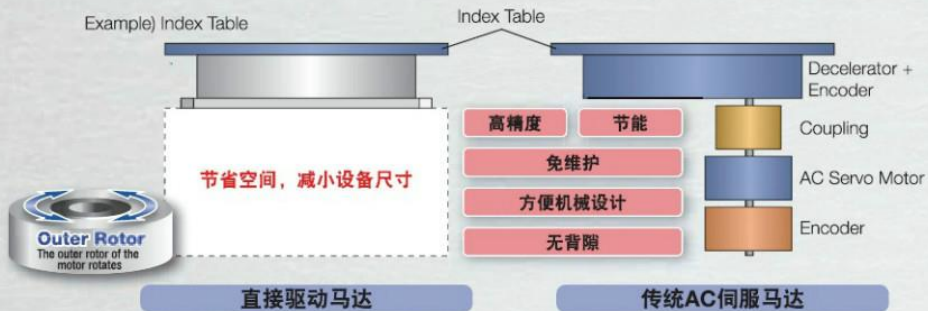 Example) Index Table
Index Table
Decelerator +
Encoder
高精度
节能
Coupling
免维护
节省空间，减小设备尺寸
AC Servo Motor
方便机械设计
Encoder
无背隙
Outer Rotor
The outer rotor of the
motor rotates
直接驱动马达
传统AC伺服马达